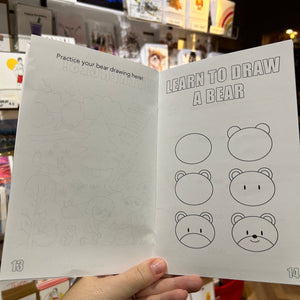 Practice your bear drawing here!
13
LEARN TO DRAW
A BEAR
14